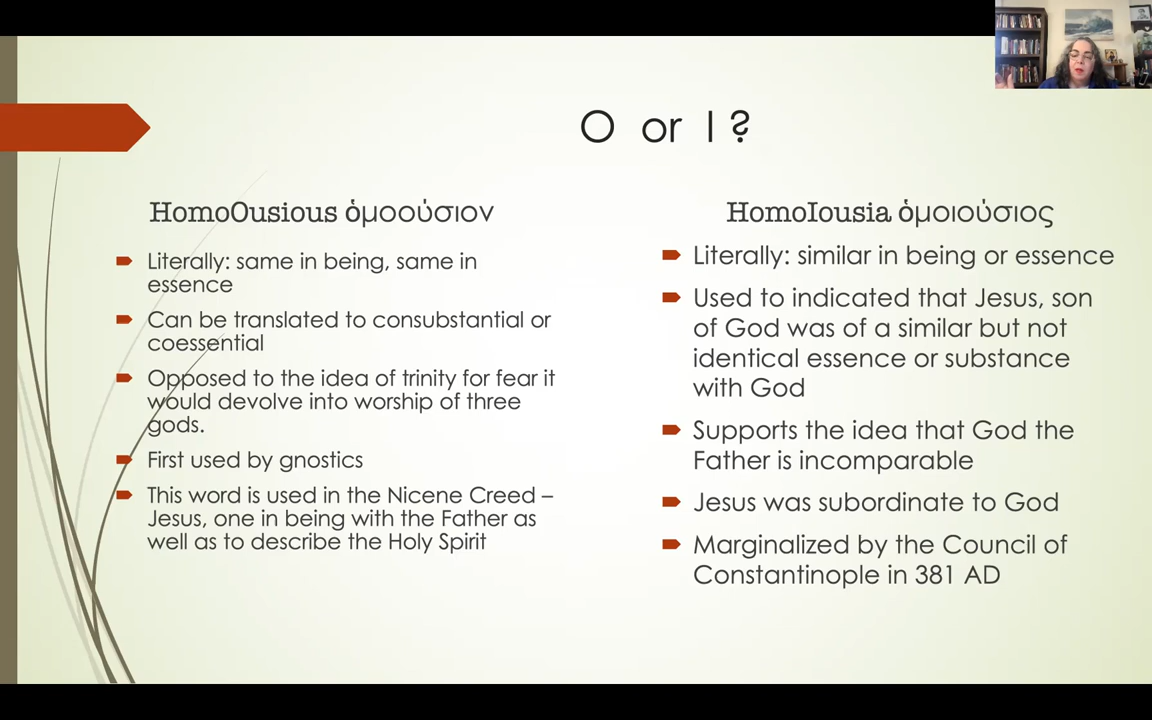 O or I ?
HomoOusious ὁμοούσιον
Literally: same in being, same in
essence
Can be translated to consubstantial or
coessential
Opposed to the idea of trinity for fear it
would devolve into worship of three
gods.
First used by gnostics
This word is used in the Nicene Creed –
Jesus, one in being with the Father as
well as to describe the Holy Spirit
HomoIousia ὁμοιούσιος
Literally: similar in being or essence
Used to indicated that Jesus, son
of God was of a similar but not
identical essence or substance
with God
Supports the idea that God the
Father is incomparable
Jesus was subordinate to God
Marginalized by the Council of
Constantinople in 381 AD